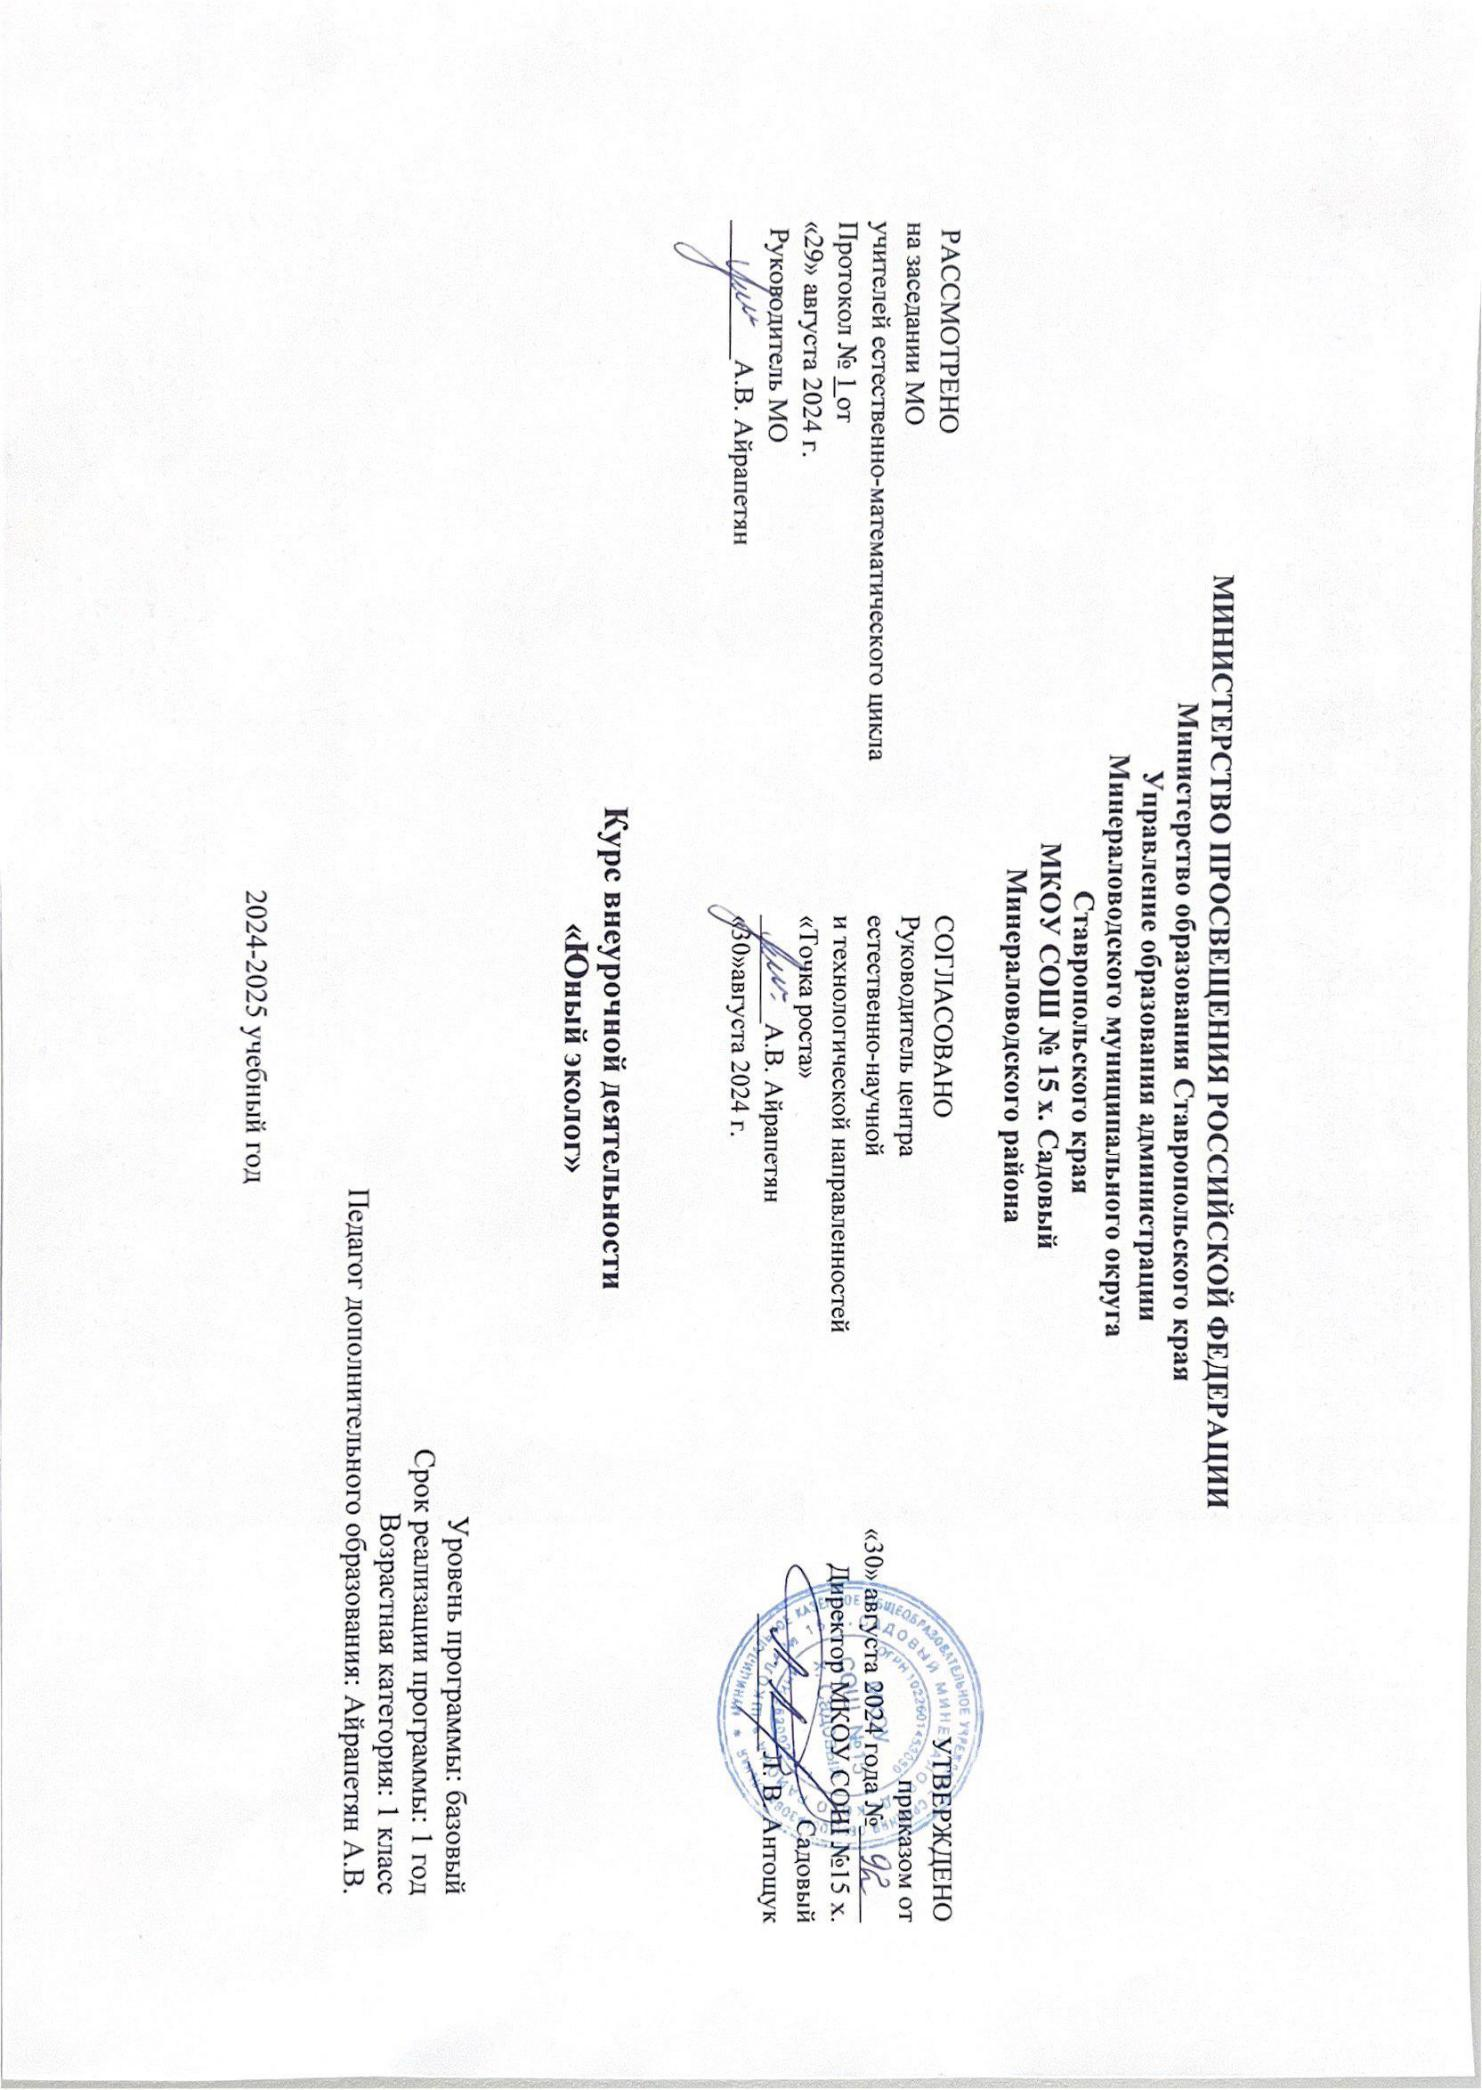 МИНИСТЕРСТВО ПРОСВЕЩЕНИЯ РОССИЙСКОЙ ФЕДЕРАЦИИ
Министерство образования Ставропольского края
Управление образования администрации
Минераловодского муниципального округа
Ставропольского края
МКОУ СОШ № 15 х. Садовый
Минераловодского района
РАССМОТРЕНО
на заседании МО
учителей естественно-математического цикла
Протокол № 1 от
«29» августа 2024 г.
Руководитель МО
А.В. Айрапетян
СОГЛАСОВАНО
Руководитель центра
естественно-научной
и технологической направленностей
«Точка роста»
А.В. Айрапетян
«30»августа 2024 г.
УТВЕРЖДЕНО
приказом от
«30» августа 2024 года № 92
Директор МКОУ СОШ №15 х.
Садовый
Л. В. Антощук
Курс внеурочной деятельности
«Юный эколог»
Уровень программы: базовый
Срок реализации программы: 1 год
Возрастная категория: 1 класс
Педагог дополнительного образования: Айрапетян А.В.
2024-2025 учебный год